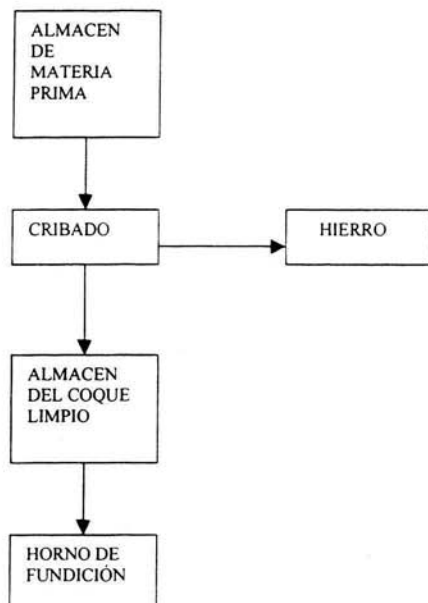 ALMACEN
DE
MATERIA
PRIMA
CRIBADO
HIERRO
ALMACEN
DEL COQUE
LIMPIO
HORNO DE
FUNDICIÓN